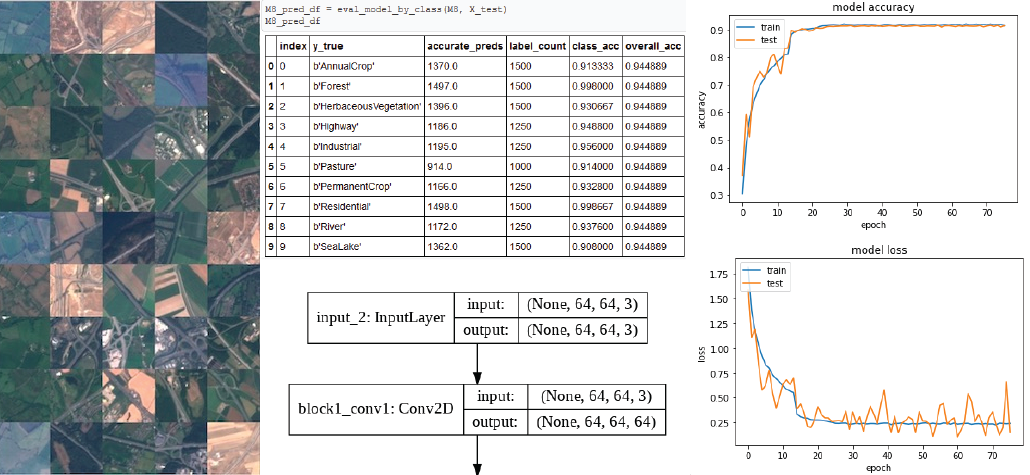 M8_pred_df = eval_model_by_class(M8, X_test)
M8_pred_df
index y_true accurate_preds label_count class_acc overall_acc
0 0 b'AnnualCrop' 1370.0 1500 0.913333 0.944889
1 1 b'Forest' 1497.0 1500 0.998000 0.944889
2 2 b'HerbaceousVegetation' 1396.0 1500 0.930667 0.944889
3 3 b'Highway' 1186.0 1250 0.948800 0.944889
4 4 b'Industrial' 1195.0 1250 0.956000 0.944889
5 5 b'Pasture' 914.0 1000 0.914000 0.944889
6 6 b'PermanentCrop' 1166.0 1250 0.932800 0.944889
7 7 b'Residential' 1498.0 1500 0.998667 0.944889
8 8 b'River' 1172.0 1250 0.937600 0.944889
9 9 b'SeaLake' 1362.0 1500 0.908000 0.944889
input_2: InputLayer
input: (None, 64, 64, 3)
output: (None, 64, 64, 3)
block1_conv1: Conv2D
input: (None, 64, 64, 3)
output: (None, 64, 64, 64)
model accuracy
train
test
accuracy
0.9
0.8
0.7
0.6
0.5
0.4
0.3
0 10 20 30 40 50 60 70
epoch
model loss
train
test
loss
1.75
1.50
1.25
1.00
0.75
0.50
0.25
0 10 20 30 40 50 60 70
epoch